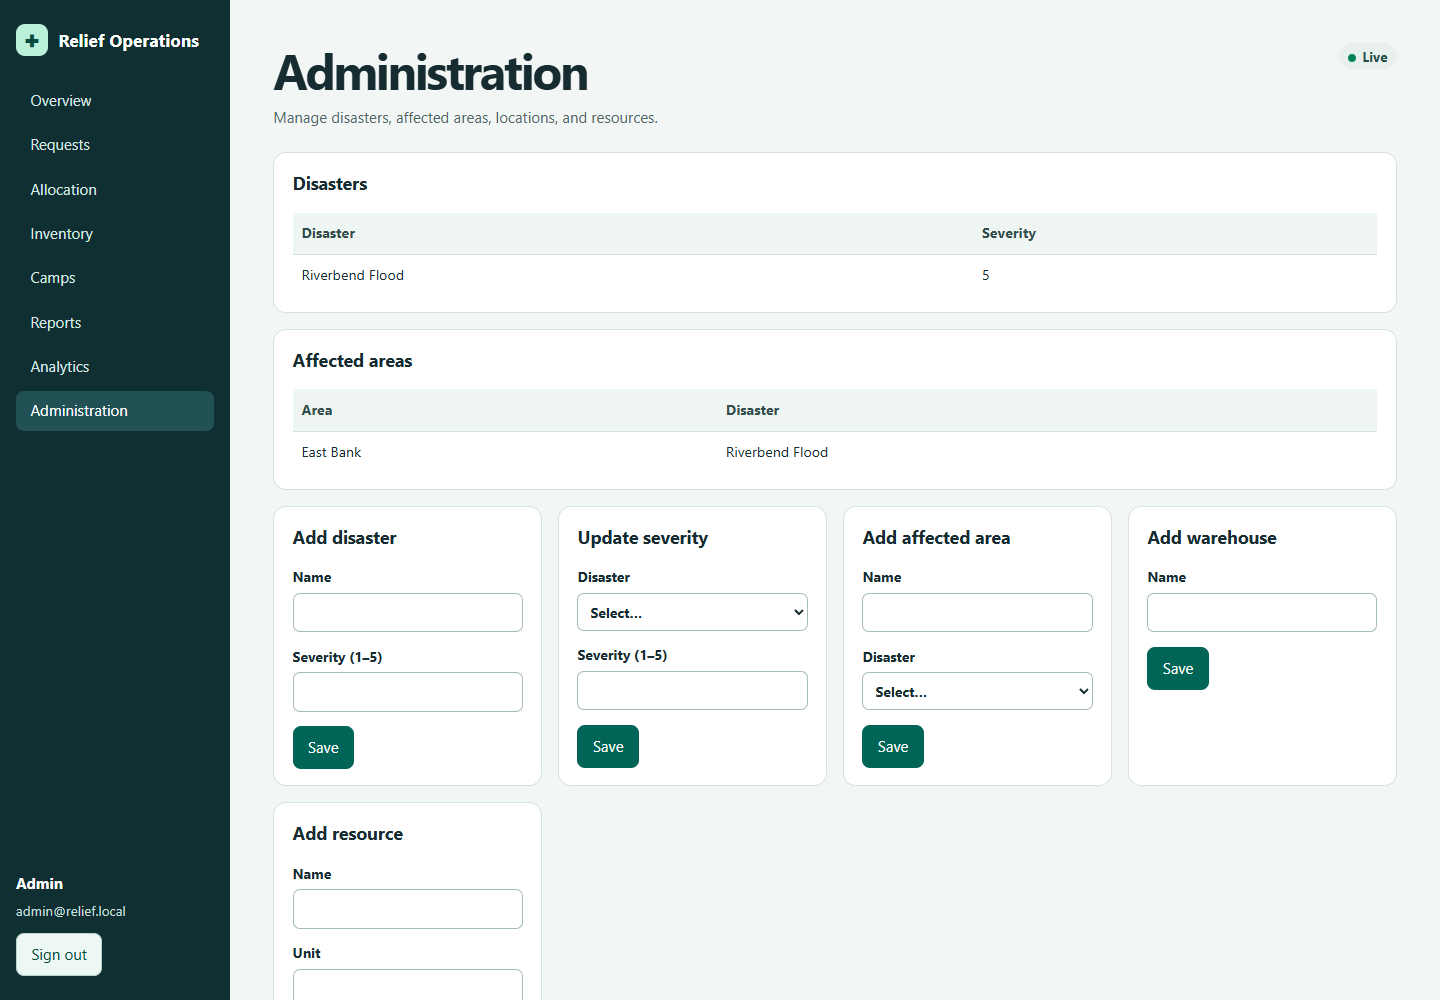 Relief Operations
Overview
Requests
Allocation
Inventory
Camps
Reports
Analytics
Administration
Admin
admin@relief.local
Sign out
Administration
Live
Manage disasters, affected areas, locations, and resources.
Disasters
Disaster Severity
Riverbend Flood 5
Affected areas
Area Disaster
East Bank Riverbend Flood
Add disaster
Name
Severity (1–5)
Save
Update severity
Disaster
Select...
Severity (1–5)
Save
Add affected area
Name
Disaster
Select...
Save
Add warehouse
Name
Save
Add resource
Name
Unit